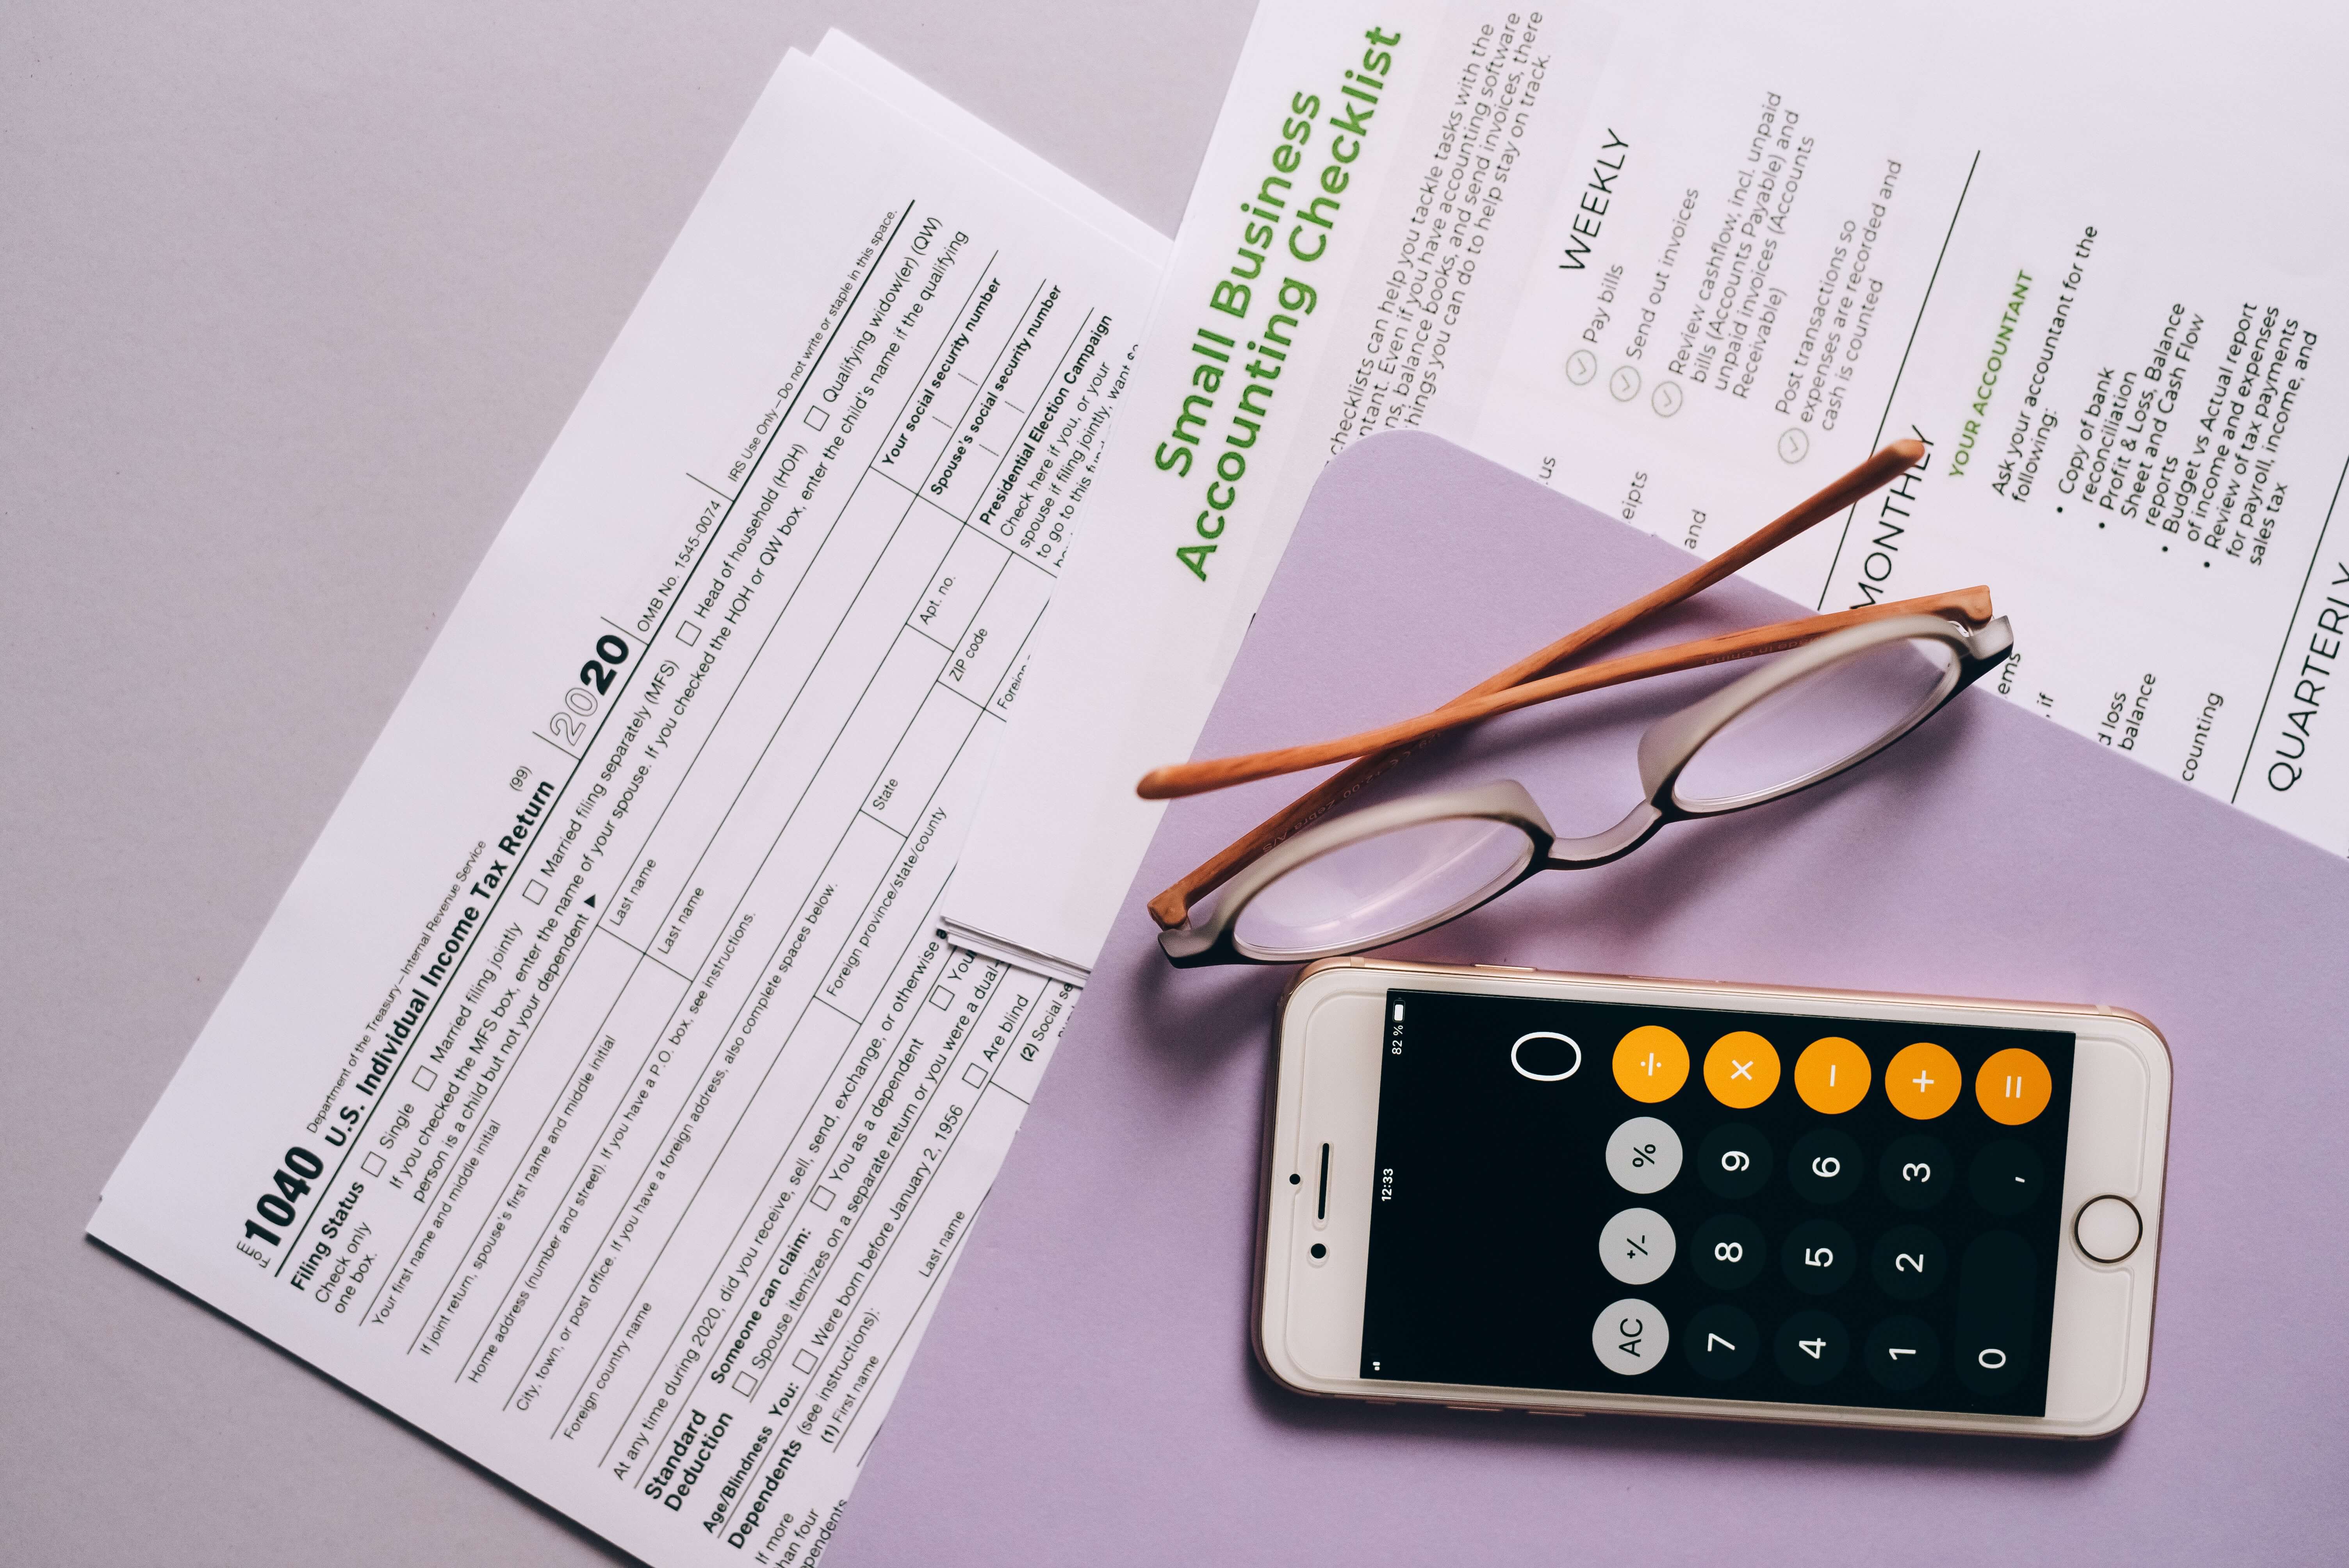 Form
1040
Department of the Treasury—Internal Revenue Service
U.S. Individual Income Tax Return
(99)
2020
OMB No. 1545-0074
IRS Use Only—Do not write or staple in this space.
Filing Status
Check only
one box.
Single
Married filing jointly
Married filing separately (MFS)
Head of household (HOH)
Qualifying widow(er) (QW)
If you checked the MFS box, enter the name of your spouse. If you checked the HOH or QW box, enter the child's name if the qualifying
person is a child but not your dependent ▶
Your first name and middle initial
Last name
Your social security number
If joint return, spouse's first name and middle initial
Last name
Spouse's social security number
Home address (number and street). If you have a P.O. box, see instructions.
Apt. no.
Presidential Election Campaign
Check here if you, or your
spouse if filing jointly, want
to go to this
City, town, or post office. If you have a foreign address, also complete spaces below.
State
ZIP code
Foreign country name
Foreign province/state/county
Foreign
At any time during 2020, did you receive, sell, send, exchange, or otherwise a
Standard
Deduction
Someone can claim:
You as a dependent
You
Spouse itemizes on a separate return or you were a dual-
Age/Blindness
You:
Were born before January 2, 1956
Are blind
Dependents (see instructions):
(2) Social se
(1) First name
Last name
If more
than four
dependents
Small Business
Accounting Checklist
checklists can help you tackle tasks with the
ntant. Even if you have accounting software
ns, balance books, and send invoices, there
hings you can do to help stay on track.
WEEKLY
Pay bills
Send out invoices
Review cashflow, incl. unpaid
bills (Accounts Payable) and
unpaid invoices (Accounts
Receivable)
Post transactions so
expenses are recorded and
cash is counted
us
eipts
and
MONTHLY
YOUR ACCOUNTANT
Ask your accountant for the
following:
• Copy of bank
reconciliation
• Profit & Loss, Balance
Sheet and Cash Flow
reports
• Budget vs Actual report
of income and expenses
• Review of tax payments
for payroll, income, and
sales tax
ems
, if
d loss
balance
counting
QUARTERLY
12:33
82 %
0
AC +/- % ÷
7 8 9 ×
4 5 6 −
1 2 3 +
0 , =